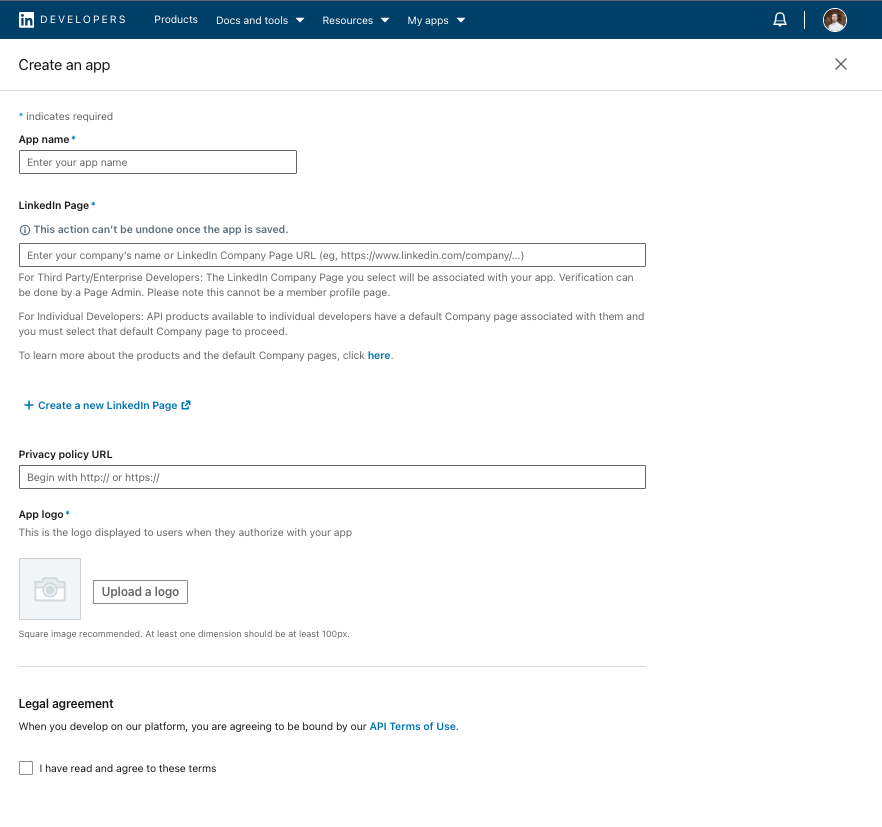 in DEVELOPERS Products Docs and tools Resources My apps
Create an app
* indicates required
App name *
Enter your app name
LinkedIn Page *
This action can't be undone once the app is saved.
Enter your company's name or LinkedIn Company Page URL (eg, https://www.linkedin.com/company/...)
For Third Party/Enterprise Developers: The LinkedIn Company Page you select will be associated with your app. Verification can
be done by a Page Admin. Please note this cannot be a member profile page.
For Individual Developers: API products available to individual developers have a default Company page associated with them and
you must select that default Company page to proceed.
To learn more about the products and the default Company pages, click here.
+ Create a new LinkedIn Page
Privacy policy URL
Begin with http:// or https://
App logo *
This is the logo displayed to users when they authorize with your app
Upload a logo
Square image recommended. At least one dimension should be at least 100px.
Legal agreement
When you develop on our platform, you are agreeing to be bound by our API Terms of Use.
I have read and agree to these terms